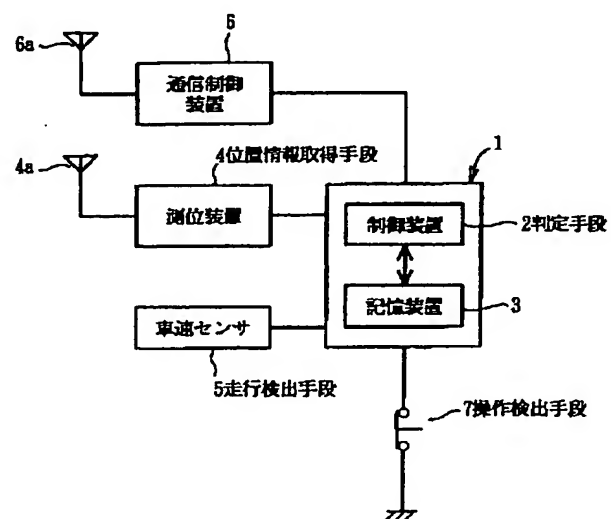 6a
6
通信制御
装置
4a
4位置情報取得手段
測位装置
1
制御装置
2判定手段
記憶装置
3
車速センサ
5走行検出手段
7操作検出手段